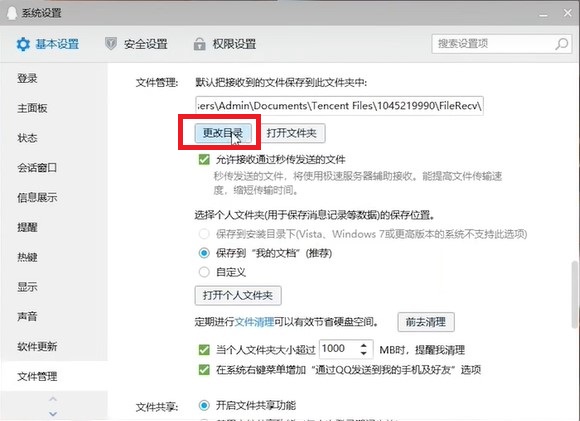 系统设置
基本设置 安全设置 权限设置 搜索设置项
登录
主面板
状态
会话窗口
信息展示
提醒
热键
显示
声音
软件更新
文件管理
文件管理: 默认把接收到的文件保存到此文件夹中:
sers\Admin\Documents\Tencent Files\1045219990\FileRecv\
更改目录 打开文件夹
允许接收通过秒传发送的文件
秒传发送的文件，将使用极速服务器辅助接收。能提高文件传输速
度，缩短传输时间。
选择个人文件夹(用于保存消息记录等数据)的保存位置。
保存到安装目录下(Vista、Windows 7或更高版本的系统不支持此选项)
保存到“我的文档”(推荐)
自定义
打开个人文件夹
定期进行文件清理可以有效节省硬盘空间。 前去清理
当个人文件夹大小超过 1000 MB时，提醒我清理
在系统右键菜单增加“通过QQ发送到我的手机及好友”选项
文件共享: 开启文件共享功能